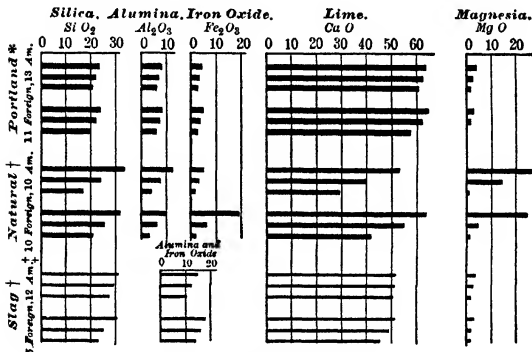 Silica. Alumina. Iron Oxide. Lime. Magnesia.
Si O₂ Al₂O₃ Fe₂O₃ Ca O Mg O
0 10 20 30 0 10 0 10 20 0 10 20 30 40 50 60 0 10
Portland *
11 Foreign, 13 Am.
Natural †
10 Foreign, 10 Am.
Alumina and
Iron Oxide
0 10 20
Slag †
Foreign, 12 Am‡